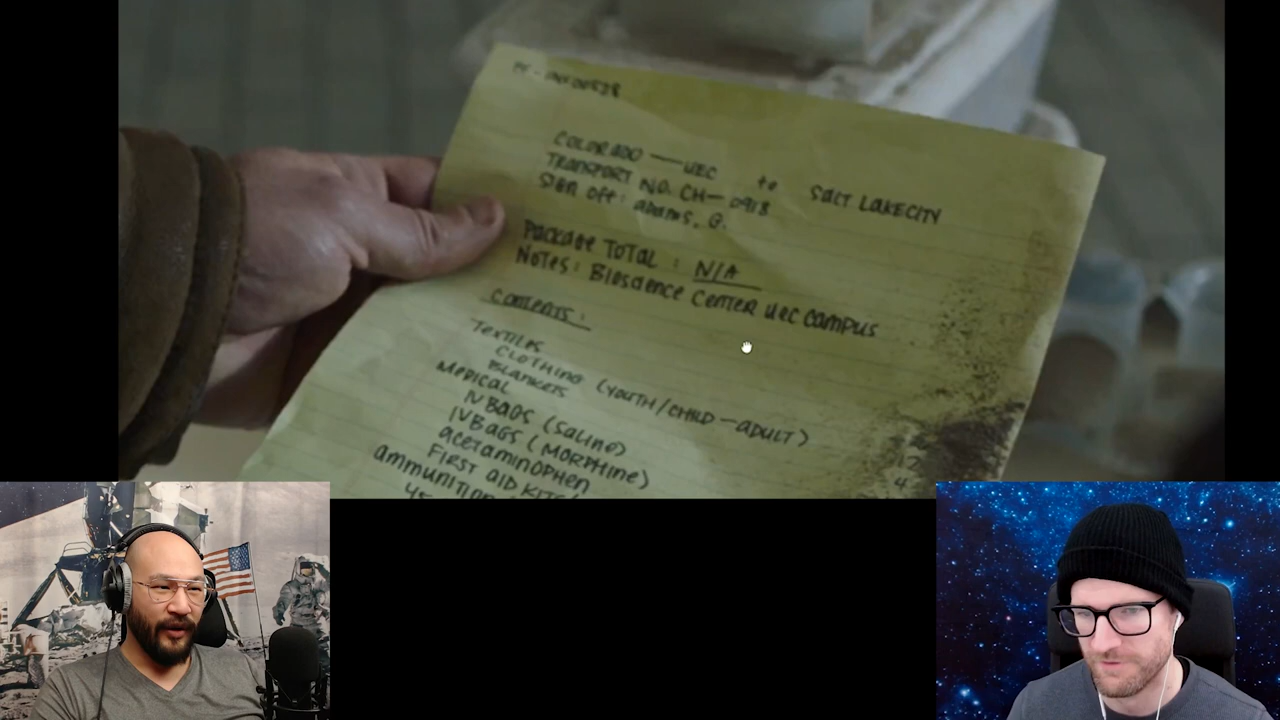 COLORADO — UEC to SALT LAKE CITY
TRANSPORT NO. CH-0918
SIGN OFF: ADAMS, G.
PACKAGE TOTAL : N/A
NOTES: BIOSCIENCE CENTER UEC CAMPUS
CONTENTS:
TEXTILES
CLOTHING (YOUTH/CHILD - ADULT)
BLANKETS
MEDICAL
IV BAGS (SALINE)
IV BAGS (MORPHINE)
ACETAMINOPHEN
FIRST AID KITS
AMMUNITION